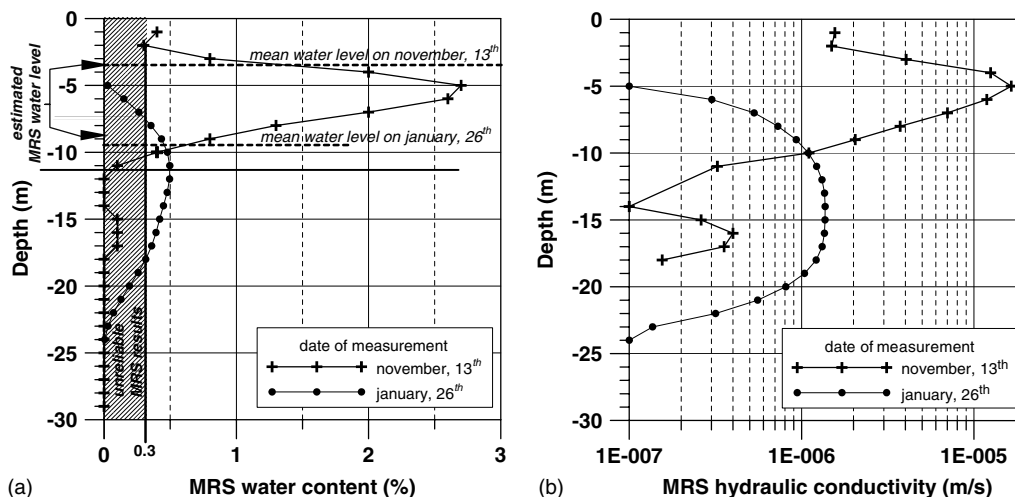 0
-5
-10
-15
-20
-25
-30
Depth (m)
estimated
MRS water level
mean water level on november, 13th
mean water level on january, 26th
unreliable
MRS results
date of measurement
november, 13th
january, 26th
0
0.3
1
2
3
MRS water content (%)
(a)
0
-5
-10
-15
-20
-25
-30
Depth (m)
date of measurement
november, 13th
january, 26th
1E-007
1E-006
1E-005
MRS hydraulic conductivity (m/s)
(b)